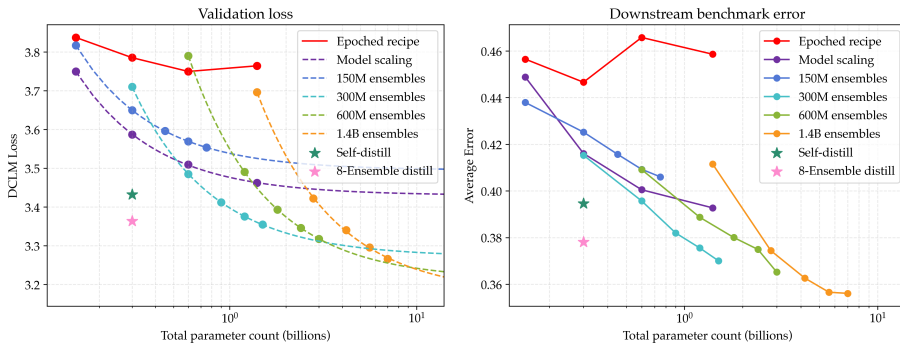 Validation loss
DCLM Loss
3.8
3.7
3.6
3.5
3.4
3.3
3.2
Epoched recipe
Model scaling
150M ensembles
300M ensembles
600M ensembles
1.4B ensembles
Self-distill
8-Ensemble distill
10⁰
10¹
Total parameter count (billions)
Downstream benchmark error
Average Error
0.46
0.44
0.42
0.40
0.38
0.36
Epoched recipe
Model scaling
150M ensembles
300M ensembles
600M ensembles
1.4B ensembles
Self-distill
8-Ensemble distill
10⁰
10¹
Total parameter count (billions)